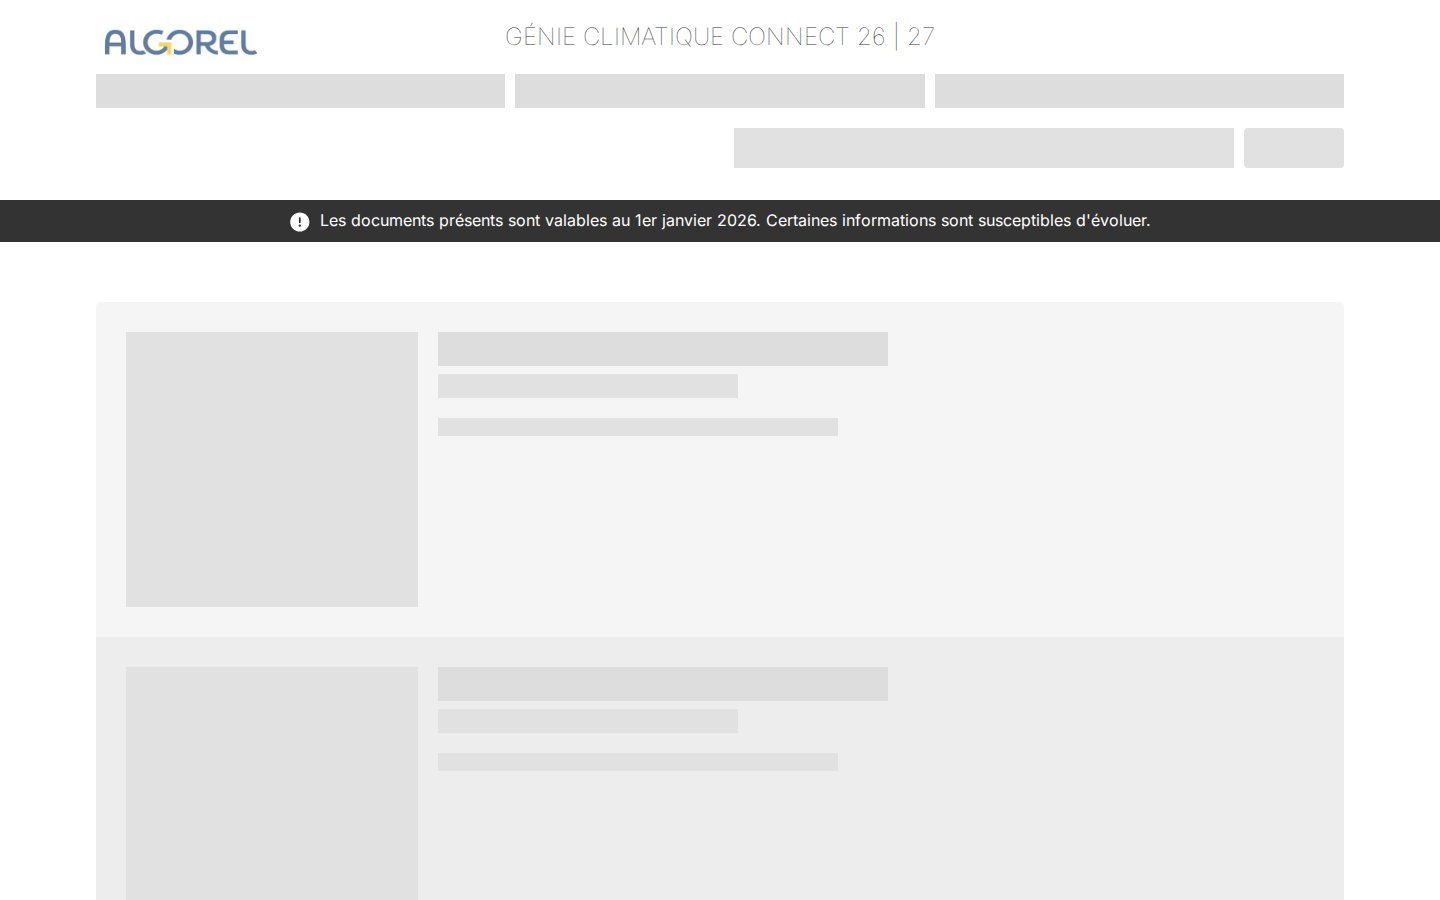 ALGOREL
GÉNIE CLIMATIQUE CONNECT 26 | 27
Les documents présents sont valables au 1er janvier 2026. Certaines informations sont susceptibles d'évoluer.